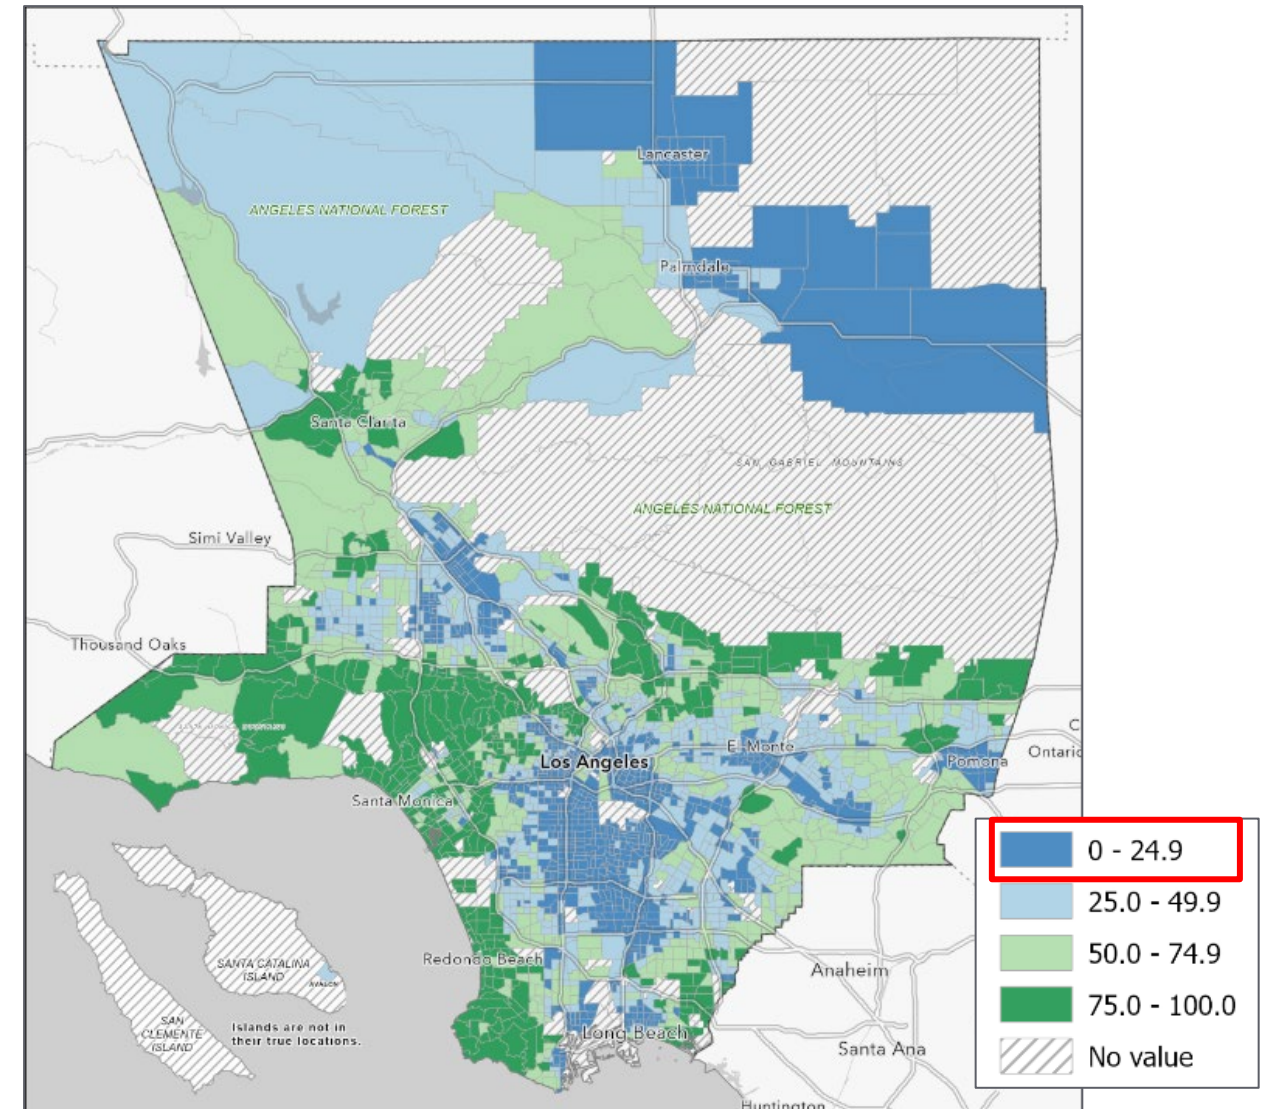 Lancaster
ANGELES NATIONAL FOREST
Palmdale
Santa Clarita
SAN GABRIEL MOUNTAINS
ANGELES NATIONAL FOREST
Simi Valley
Thousand Oaks
C
Ontario
El Monte
Los Angeles
Pomona
Santa Monica
0 - 24.9
25.0 - 49.9
50.0 - 74.9
75.0 - 100.0
No value
Redondo Beach
SANTA CATALINA
ISLAND
AVALON
Anaheim
SAN
CLEMENTE
ISLAND
Islands are not in
their true locations.
Long Beach
Santa Ana
Huntington